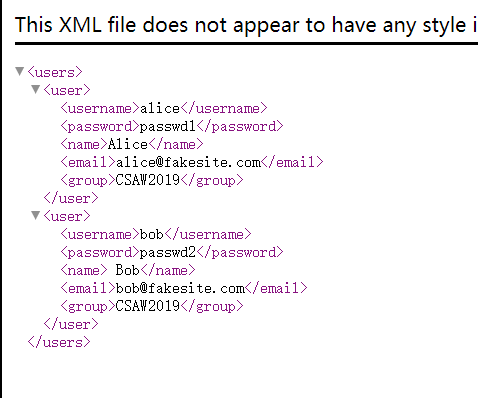 This XML file does not appear to have any style i
<users>
<user>
<username>alice</username>
<password>passwd1</password>
<name>Alice</name>
<email>alice@fakesite.com</email>
<group>CSAW2019</group>
</user>
<user>
<username>bob</username>
<password>passwd2</password>
<name> Bob</name>
<email>bob@fakesite.com</email>
<group>CSAW2019</group>
</user>
</users>